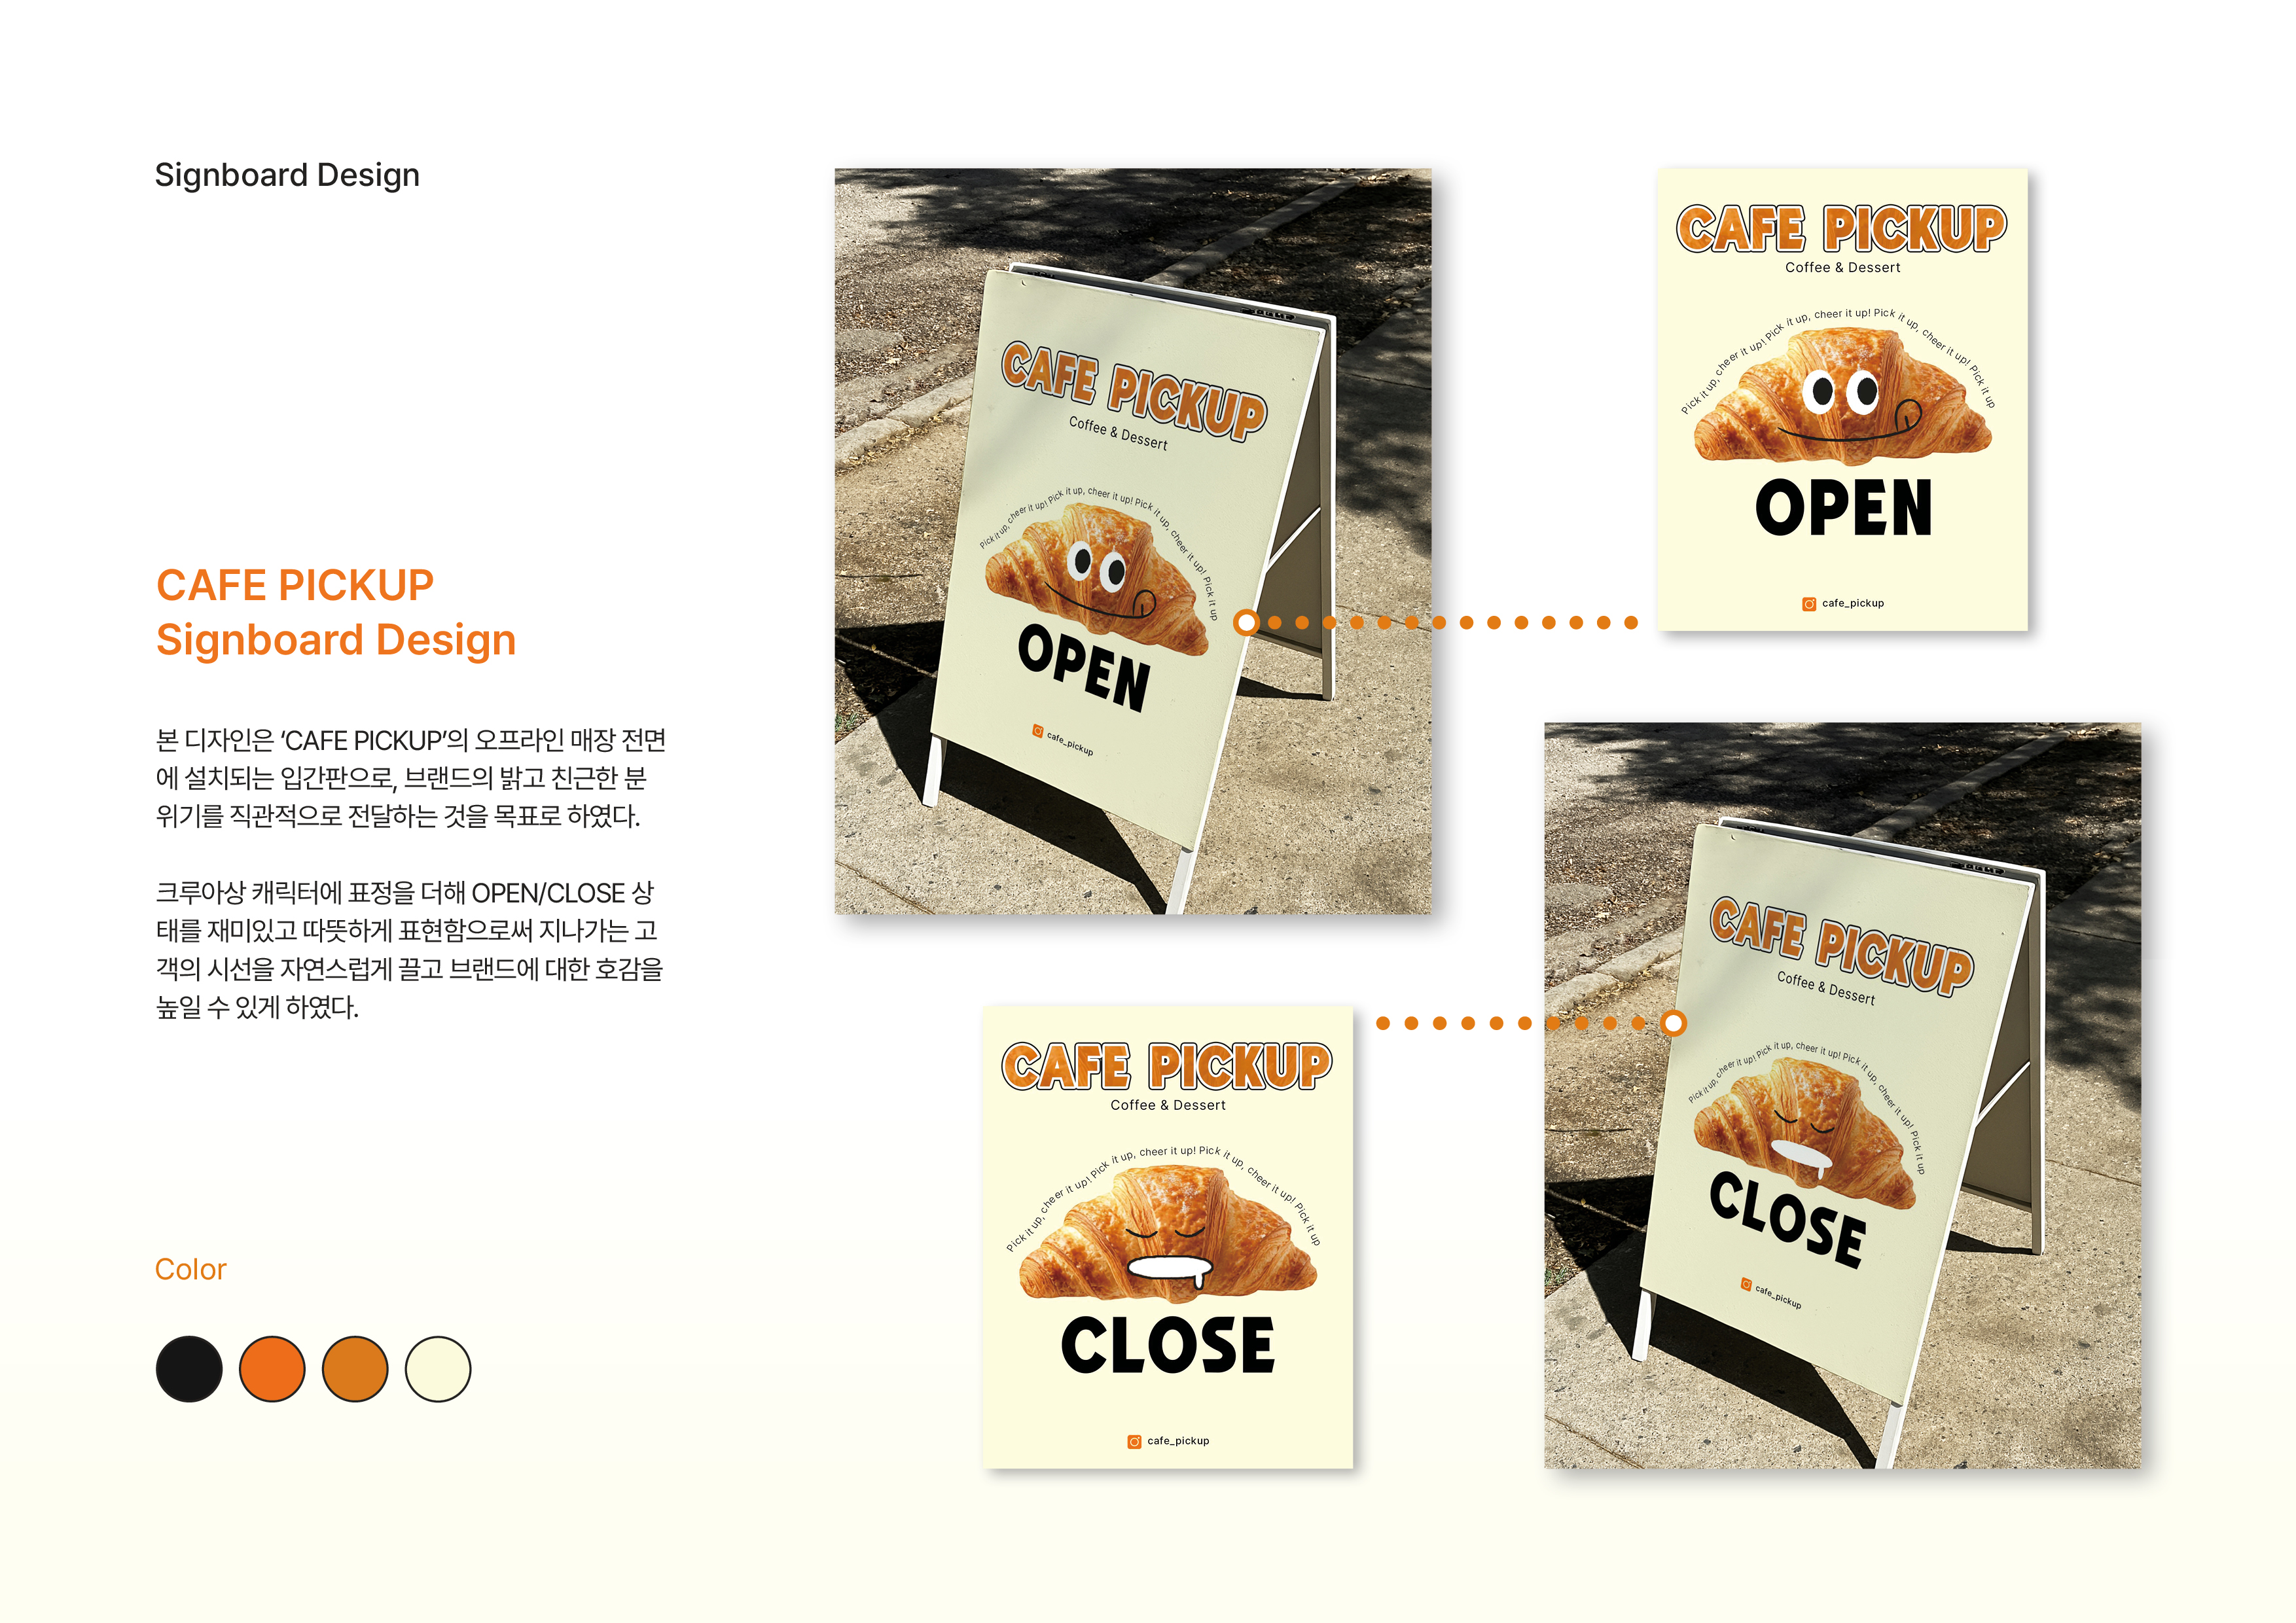 Signboard Design
CAFE PICKUP
Signboard Design
본 디자인은 ‘CAFE PICKUP’의 오프라인 매장 전면
에 설치되는 입간판으로, 브랜드의 밝고 친근한 분
위기를 직관적으로 전달하는 것을 목표로 하였다.
크루아상 캐릭터에 표정을 더해 OPEN/CLOSE 상
태를 재미있고 따뜻하게 표현함으로써 지나가는 고
객의 시선을 자연스럽게 끌고 브랜드에 대한 호감을
높일 수 있게 하였다.
Color
CAFE PICKUP
Coffee & Dessert
Pick it up, cheer it up! Pick it up, cheer it up! Pick it up, cheer it up! Pick it up
OPEN
cafe_pickup
CAFE PICKUP
Coffee & Dessert
Pick it up, cheer it up! Pick it up, cheer it up! Pick it up, cheer it up! Pick it up
OPEN
cafe_pickup
CAFE PICKUP
Coffee & Dessert
Pick it up, cheer it up! Pick it up, cheer it up! Pick it up, cheer it up! Pick it up
CLOSE
cafe_pickup
CAFE PICKUP
Coffee & Dessert
Pick it up, cheer it up! Pick it up, cheer it up! Pick it up, cheer it up! Pick it up
CLOSE
cafe_pickup